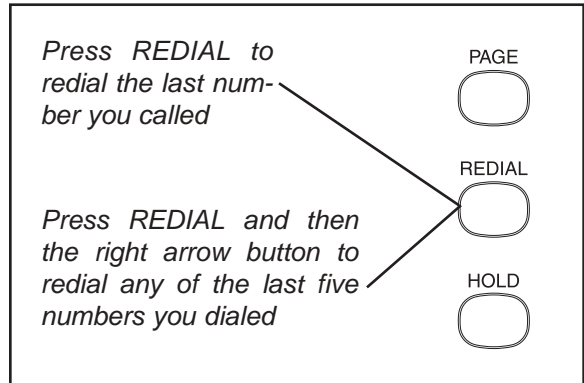 Press REDIAL to
redial the last num-
ber you called
PAGE
REDIAL
Press REDIAL and then
the right arrow button to
redial any of the last five
numbers you dialed
HOLD